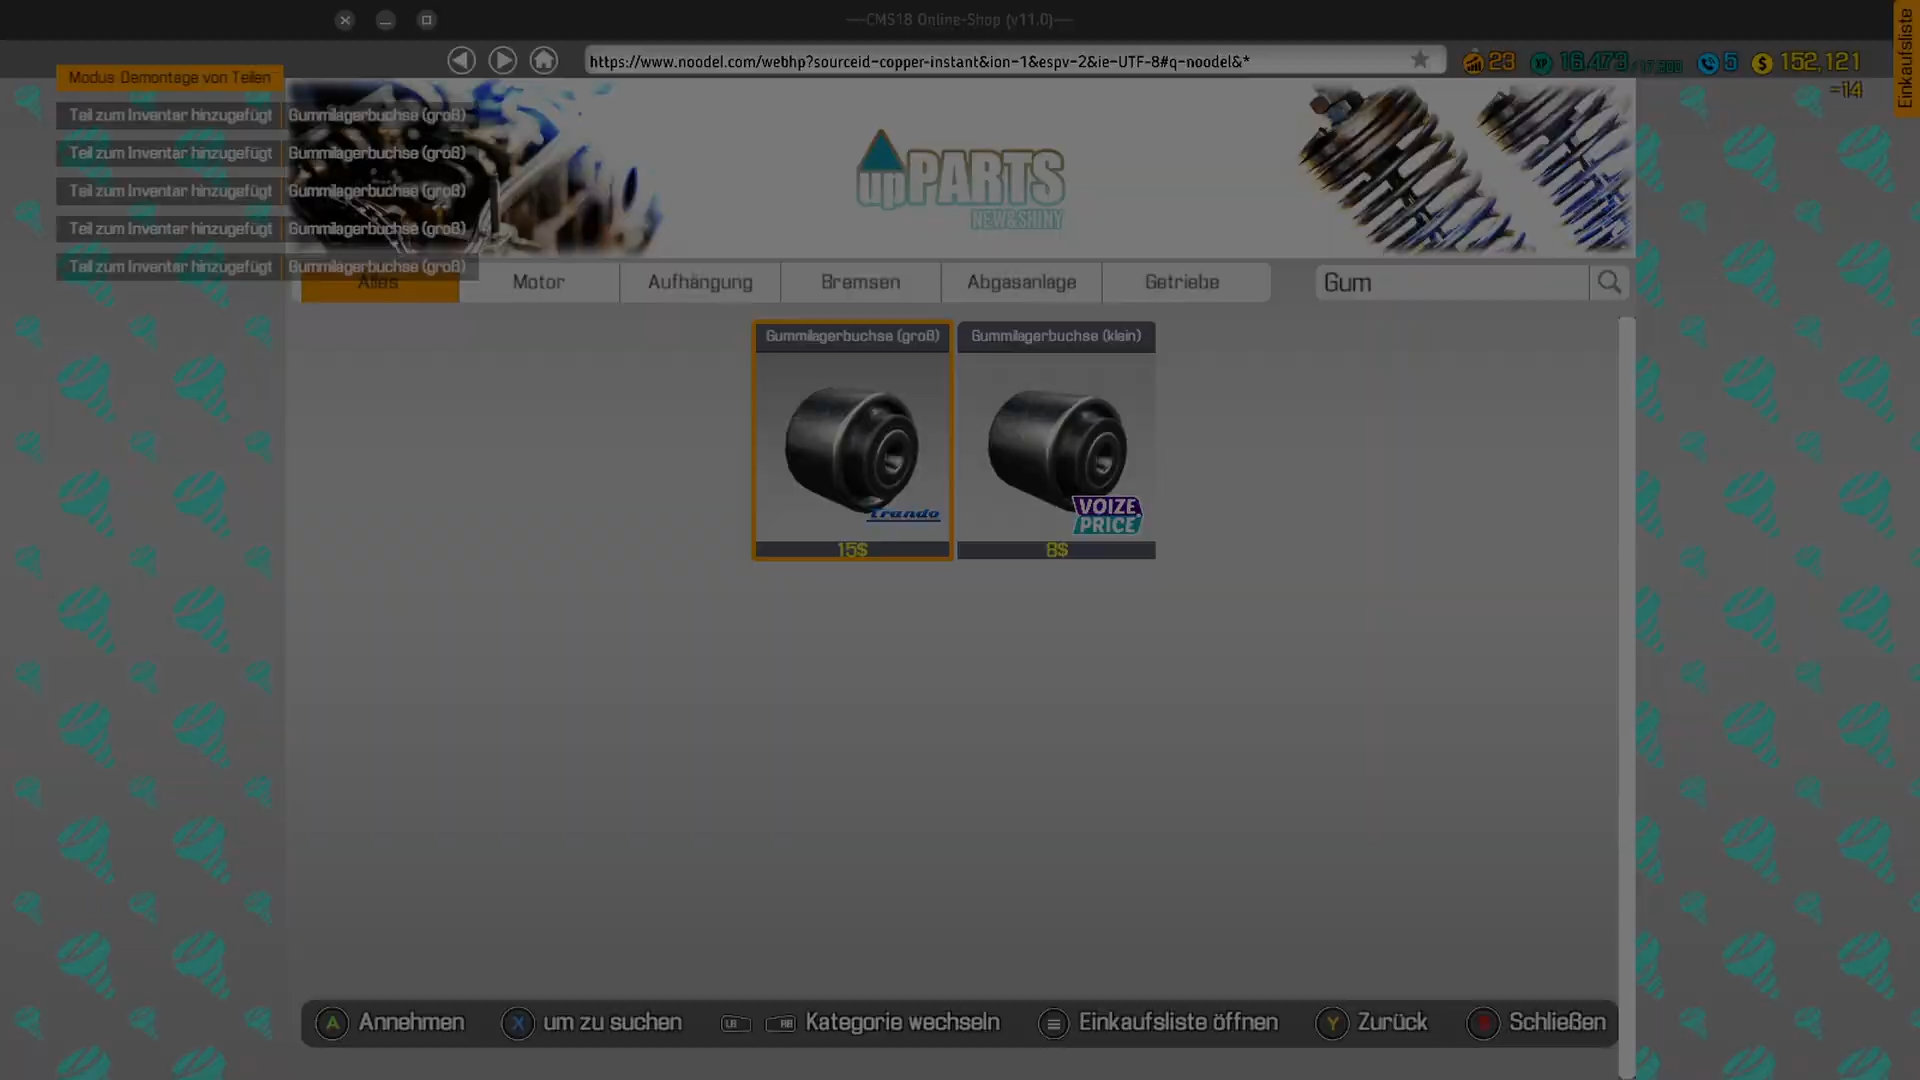 —CMS18 Online-Shop (v11.0)—
https://www.noodel.com/webhp?sourceid-copper-instant&ion-1&espv-2&ie-UTF-8#q-noodel&*
23 XP 16.473/17.200 5 $ 152,121
-14
Einkaufsliste
Modus Demontage von Teilen
Teil zum Inventar hinzugefügt Gummilagerbuchse (groß)
Teil zum Inventar hinzugefügt Gummilagerbuchse (groß)
Teil zum Inventar hinzugefügt Gummilagerbuchse (groß)
Teil zum Inventar hinzugefügt Gummilagerbuchse (groß)
Teil zum Inventar hinzugefügt Gummilagerbuchse (groß)
upPARTS
NEW&SHINY
Alles Motor Aufhängung Bremsen Abgasanlage Getriebe Gum
Gummilagerbuchse (groß) Gummilagerbuchse (klein)
Trando
VOIZE
PRICE
15$ 8$
A Annehmen X um zu suchen LB RB Kategorie wechseln Einkaufsliste öffnen Y Zurück B Schließen